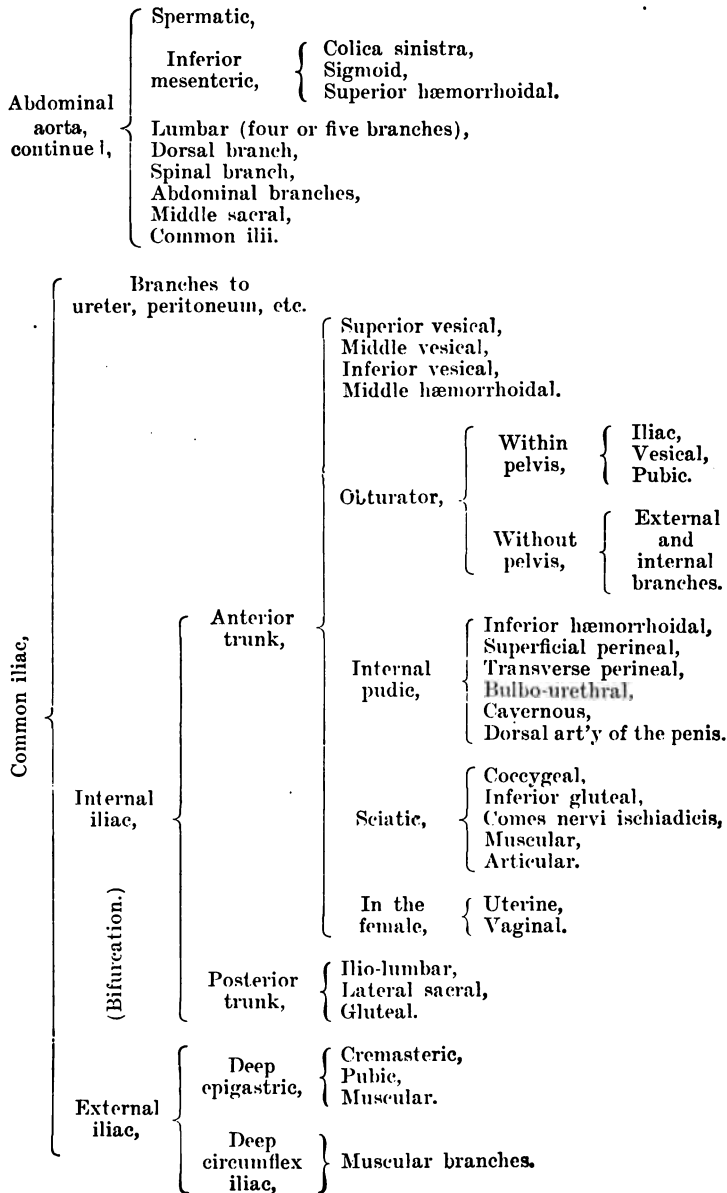 Spermatic,
Inferior
mesenteric,
Colica sinistra,
Sigmoid,
Superior hæmorrhoidal.
Abdominal
aorta,
continued,
Lumbar (four or five branches),
Dorsal branch,
Spinal branch,
Abdominal branches,
Middle sacral,
Common ilii.
Common iliac,
Branches to
ureter, peritoneum, etc.
Internal
iliac,
(Bifurcation.)
Anterior
trunk,
Superior vesical,
Middle vesical,
Inferior vesical,
Middle hæmorrhoidal.
Obturator,
Within
pelvis,
Iliac,
Vesical,
Pubic.
Without
pelvis,
External
and
internal
branches.
Internal
pudic,
Inferior hæmorrhoidal,
Superficial perineal,
Transverse perineal,
Bulbo-urethral,
Cavernous,
Dorsal art'y of the penis.
Sciatic,
Coccygeal,
Inferior gluteal,
Comes nervi ischiadicis,
Muscular,
Articular.
In the
female,
Uterine,
Vaginal.
Posterior
trunk,
Ilio-lumbar,
Lateral sacral,
Gluteal.
External
iliac,
Deep
epigastric,
Cremasteric,
Pubic,
Muscular.
Deep
circumflex
iliac,
Muscular branches.